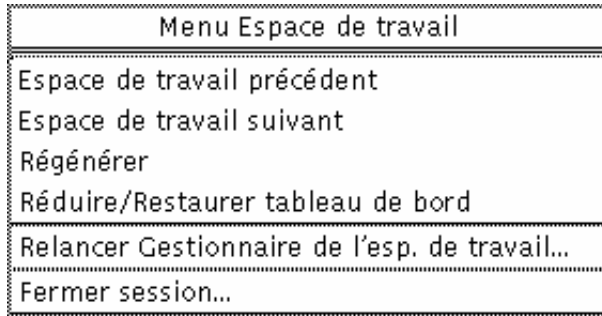 Menu Espace de travail
Espace de travail précédent
Espace de travail suivant
Régénérer
Réduire/Restaurer tableau de bord
Relancer Gestionnaire de l'esp. de travail...
Fermer session...